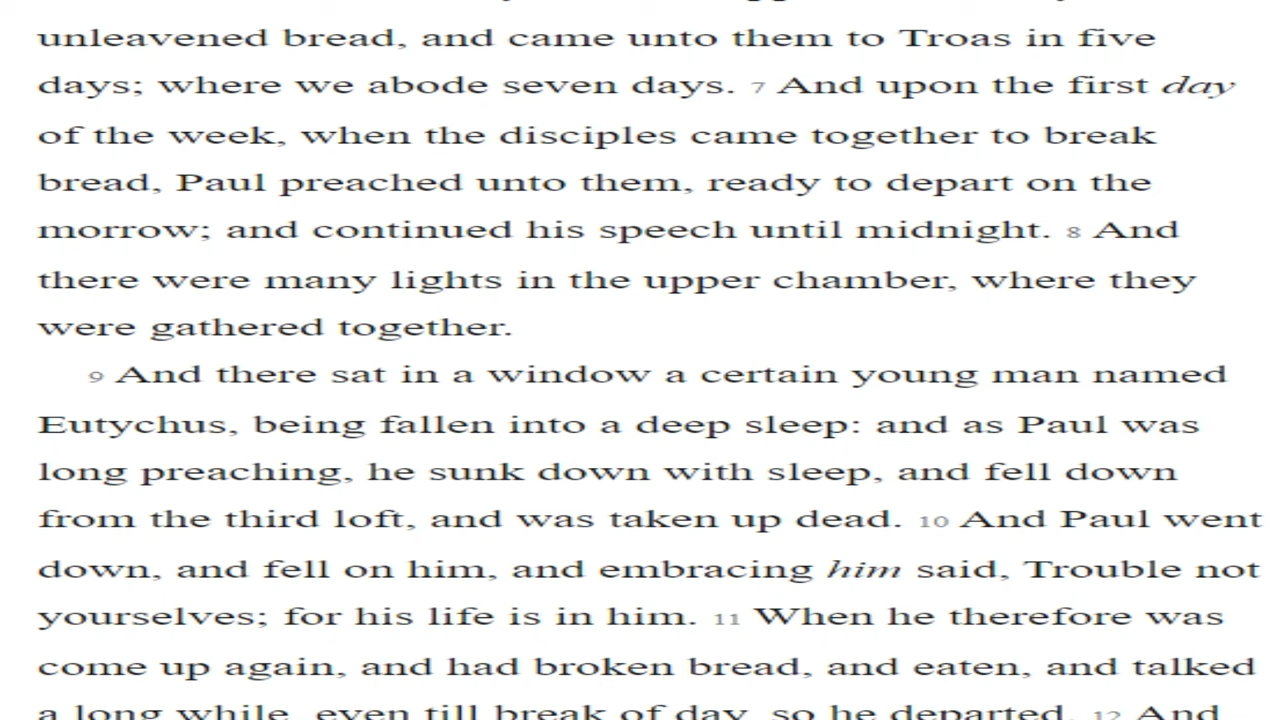 unleavened bread, and came unto them to Troas in five
days; where we abode seven days. 7 And upon the first day
of the week, when the disciples came together to break
bread, Paul preached unto them, ready to depart on the
morrow; and continued his speech until midnight. 8 And
there were many lights in the upper chamber, where they
were gathered together.
9 And there sat in a window a certain young man named
Eutychus, being fallen into a deep sleep: and as Paul was
long preaching, he sunk down with sleep, and fell down
from the third loft, and was taken up dead. 10 And Paul went
down, and fell on him, and embracing him said, Trouble not
yourselves; for his life is in him. 11 When he therefore was
come up again, and had broken bread, and eaten, and talked
a long while, even till break of day, so he departed. 12 And